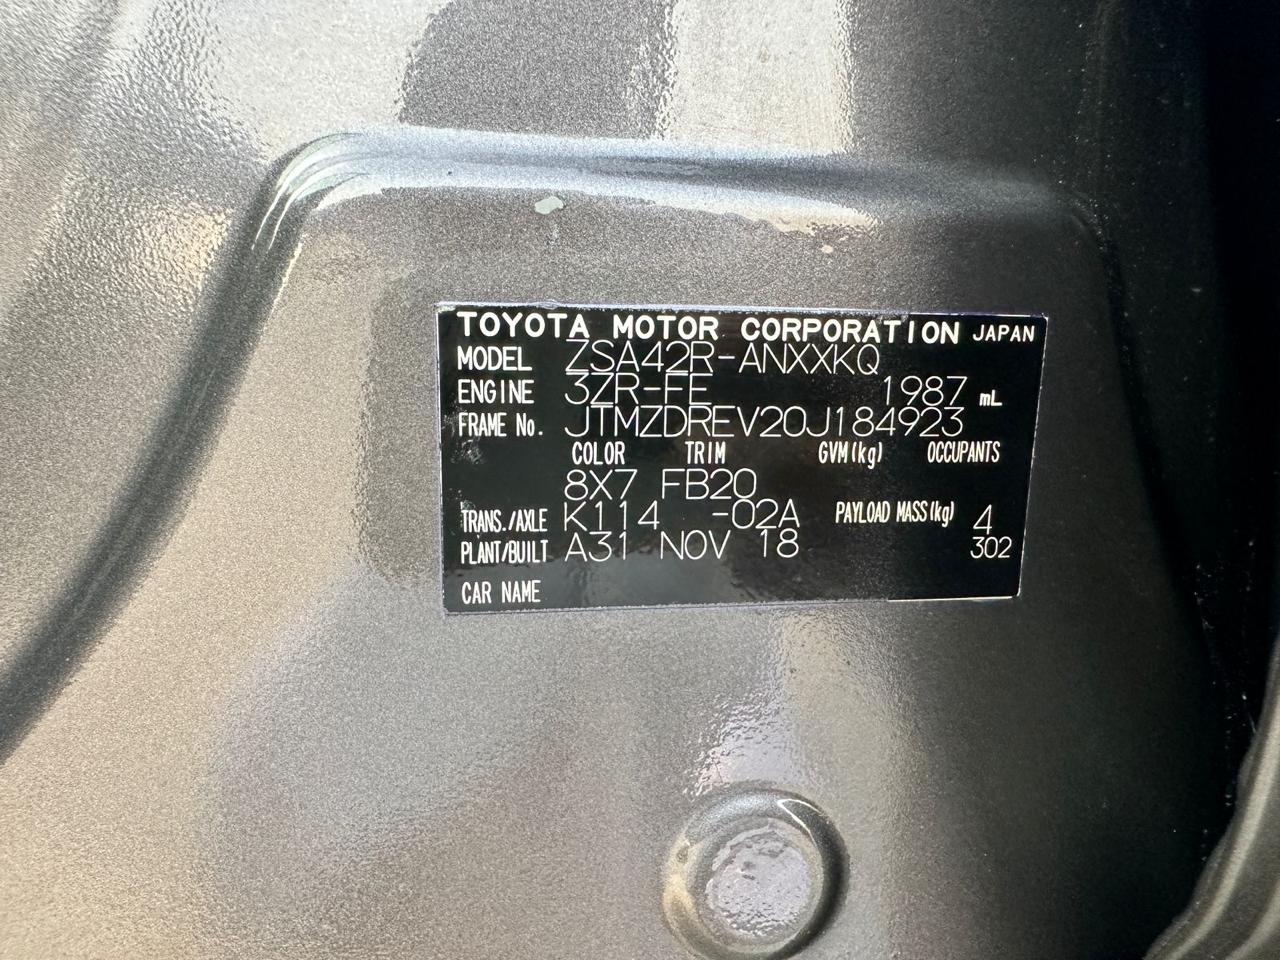 TOYOTA MOTOR CORPORATION JAPAN
MODEL ZSA42R-ANXXKQ
ENGINE 3ZR-FE 1987 mL
FRAME No. JTMZDREV20J184923
COLOR TRIM GVM(kg) OCCUPANTS
8X7 FB20
TRANS./AXLE K114 -02A PAYLOAD MASS(kg) 4
PLANT/BUILT A31 NOV 18 302
CAR NAME